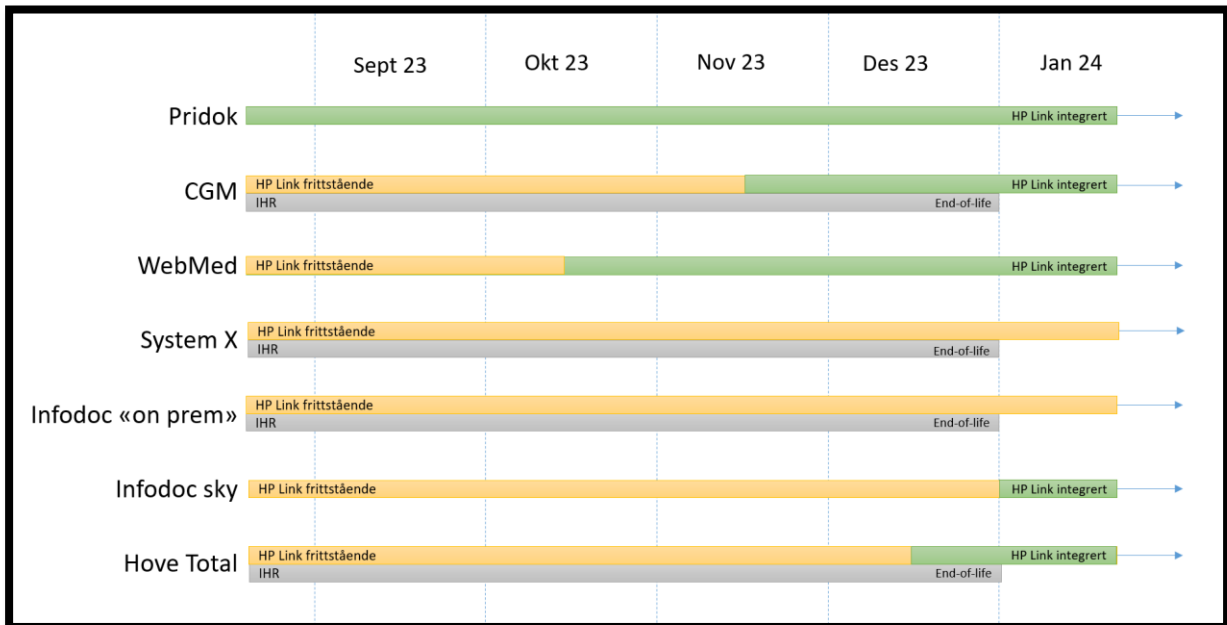 Sept 23 Okt 23 Nov 23 Des 23 Jan 24
Pridok HP Link integrert
CGM HP Link frittstående HP Link integrert
IHR End-of-life
WebMed HP Link frittstående HP Link integrert
System X HP Link frittstående
IHR End-of-life
Infodoc «on prem» HP Link frittstående
IHR End-of-life
Infodoc sky HP Link frittstående HP Link integrert
Hove Total HP Link frittstående HP Link integrert
IHR End-of-life